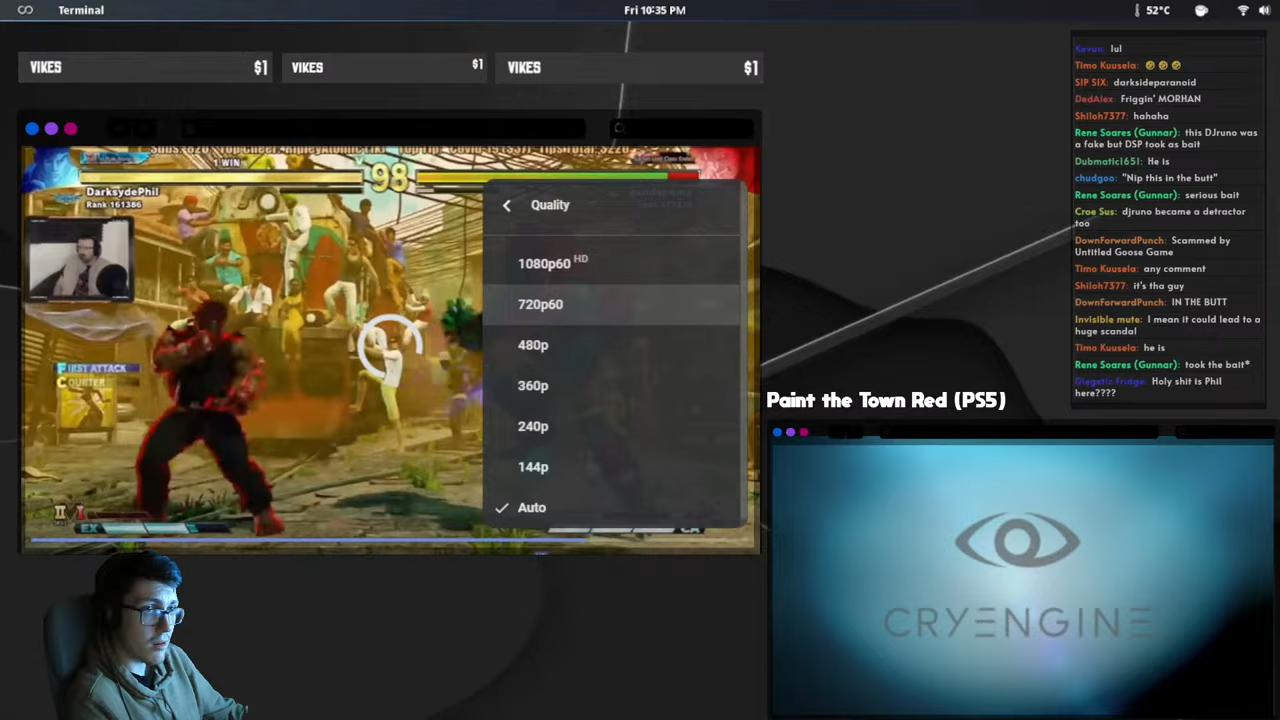 Terminal
Fri 10:35 PM
52°C
VIKES $1
VIKES $1
VIKES $1
1 WIN
98
DarksydePhil
Rank 161386
FIRST ATTACK
COUNTER
EX
CA
Quality
1080p60 HD
720p60
480p
360p
240p
144p
Auto
Kevun: lul
Timo Kuusela:
SIP SIX: darksideparanoid
DedAlex: Friggin' MORHAN
Shiloh7377: hahaha
Rene Soares (Gunnar): this DJruno was
a fake but DSP took as bait
Dubmatic1651: He is
chudgoo: "Nip this in the butt"
Rene Soares (Gunnar): serious bait
Croe Sus: djruno became a detractor
too
DownForwardPunch: Scammed by
Untitled Goose Game
Timo Kuusela: any comment
Shiloh7377: it's tha guy
DownForwardPunch: IN THE BUTT
Invisible mute: I mean it could lead to a
huge scandal
Timo Kuusela: he is
Rene Soares (Gunnar): took the bait*
Diegetic Fridge: Holy shit is Phil
here????
Paint the Town Red (PS5)
CRYENGINE